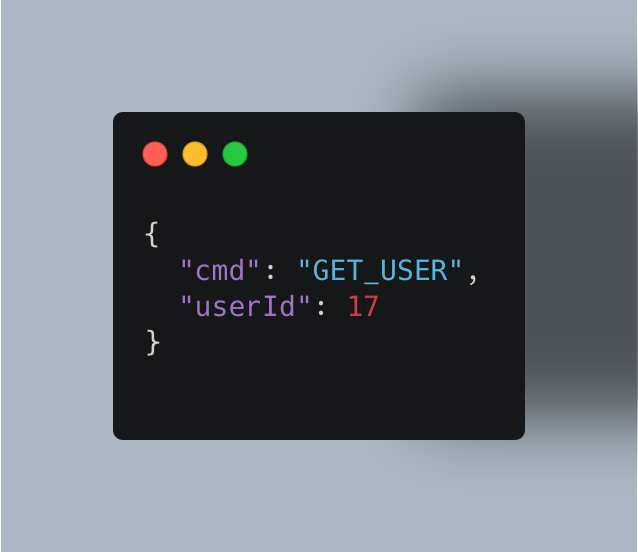 {
  "cmd": "GET_USER",
  "userId": 17
}